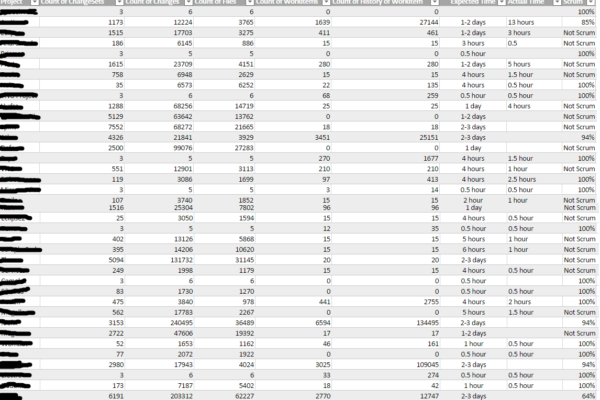 Project Count of Changesets Count of Changes Count of Files Count of Workitems Count of History of Workitem Expected Time Actual Time Scrum
3 6 6 0 0 100%
1173 12224 3765 1639 27144 1-2 days 13 hours 85%
1515 17703 3275 411 461 1-2 days 3 hours Not Scrum
186 6145 886 15 15 3 hours 0.5 Not Scrum
3 5 5 0 0 0.5 hour 100%
1615 23709 4151 280 280 1-2 days 5 hours Not Scrum
758 6948 2629 15 15 4 hours 1.5 hour Not Scrum
35 6573 6252 22 135 4 hours 0.5 hour 100%
3 6 6 68 259 0.5 hour 0.5 hour 100%
1288 68256 14719 25 25 1 day 4 hours Not Scrum
5129 63642 13762 0 0 1-2 days Not Scrum
7552 68272 21665 18 18 2-3 days Not Scrum
4326 21841 3929 3451 25151 2-3 days 94%
2500 99076 27283 0 0 1 day Not Scrum
3 5 5 270 1677 4 hours 1.5 hour 100%
551 12901 3113 210 210 4 hours 1 hour Not Scrum
119 3086 1699 97 413 4 hours 2.5 hours 100%
3 5 5 3 14 0.5 hour 0.5 hour 100%
107 3740 1852 15 15 2 hour 1 hour Not Scrum
1516 25304 7802 96 96 1 day Not Scrum
25 3050 1594 15 15 4 hours 0.5 hour Not Scrum
3 5 5 12 35 0.5 hour 0.5 hour 100%
402 13126 5868 15 15 5 hours 1 hour Not Scrum
395 14206 10620 15 15 6 hours 1 hour Not Scrum
5094 131732 31145 20 20 2-3 days Not Scrum
249 1998 1179 15 15 4 hours 0.5 hour Not Scrum
3 6 6 0 0 0.5 hour 100%
83 1730 1270 0 0 0.5 hour 0.5 hour 100%
475 3840 978 441 2755 4 hours 2 hours 100%
562 17783 2267 0 0 5 hours 1.5 hour Not Scrum
3153 240495 36489 6594 134495 2-3 days 94%
2722 47606 19392 17 17 1-2 days Not Scrum
52 1653 1162 46 161 1 hour 0.5 hour 100%
77 2072 1922 0 0 0.5 hour 0.5 hour 100%
2980 17943 4024 3025 109045 2-3 days 94%
3 6 6 33 274 0.5 hour 0.5 hour 100%
173 7187 5402 18 42 1 hour 0.5 hour 100%
6191 203312 62227 2770 12747 2-3 days 64%